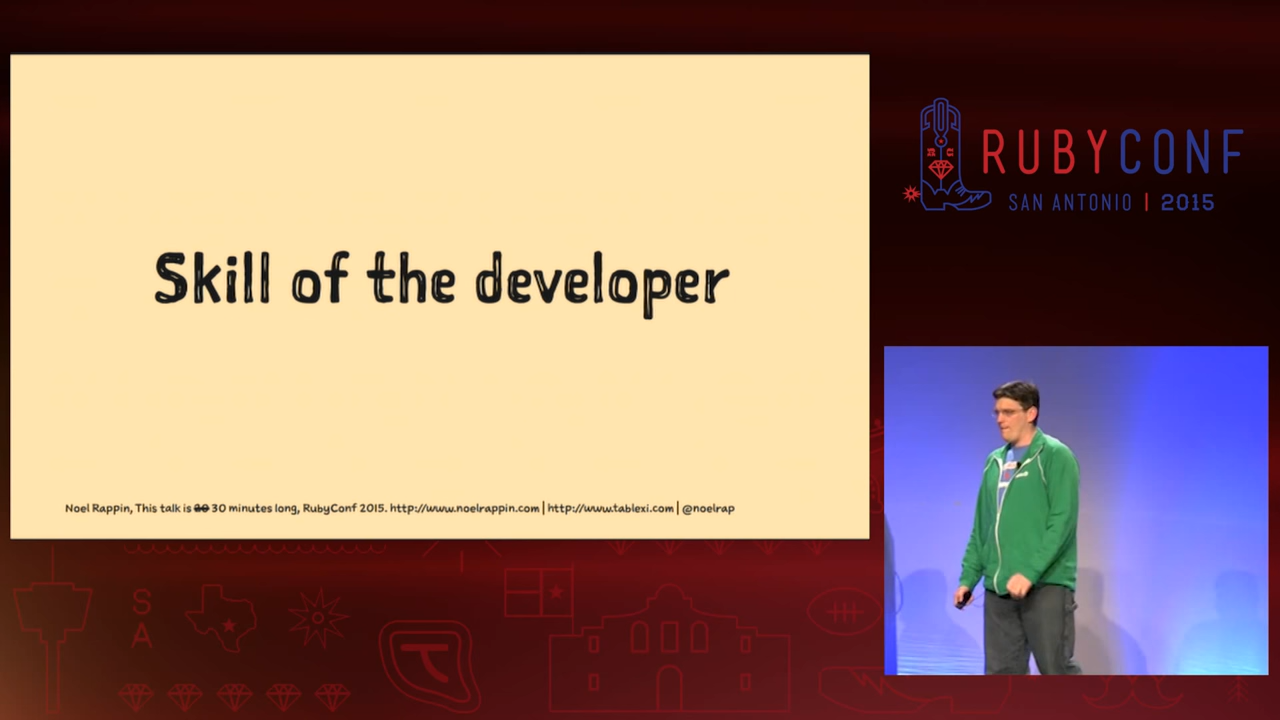 Skill of the developer
Noel Rappin, This talk is 20 30 minutes long, RubyConf 2015. http://www.noelrappin.com | http://www.tablexi.com | @noelrap
RUBYCONF
SAN ANTONIO | 2015
S
A